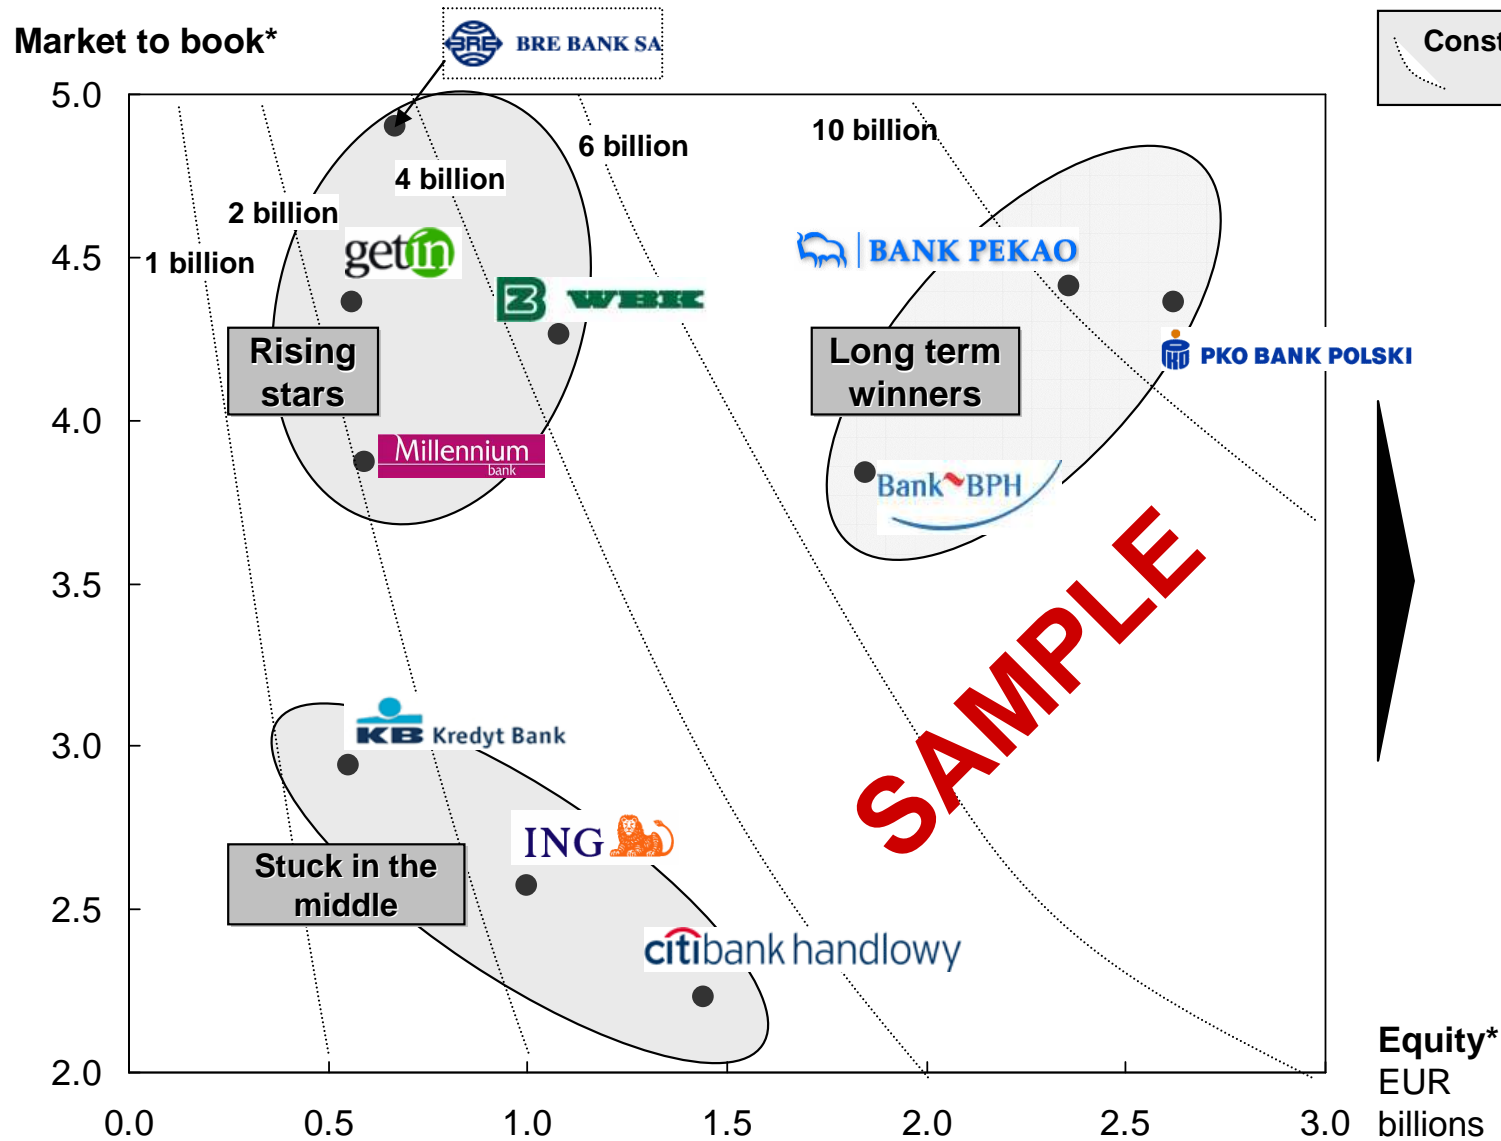 Market to book*
BRE BANK SA
Const
5.0
4.5
4.0
3.5
3.0
2.5
2.0
1 billion
2 billion
4 billion
6 billion
10 billion
getin
BZ WBK
BANK PEKAO
PKO BANK POLSKI
Rising
stars
Long term
winners
Millennium
bank
Bank BPH
SAMPLE
KB Kredyt Bank
ING
Stuck in the
middle
citibank handlowy
0.0 0.5 1.0 1.5 2.0 2.5 3.0
Equity*
EUR
billions